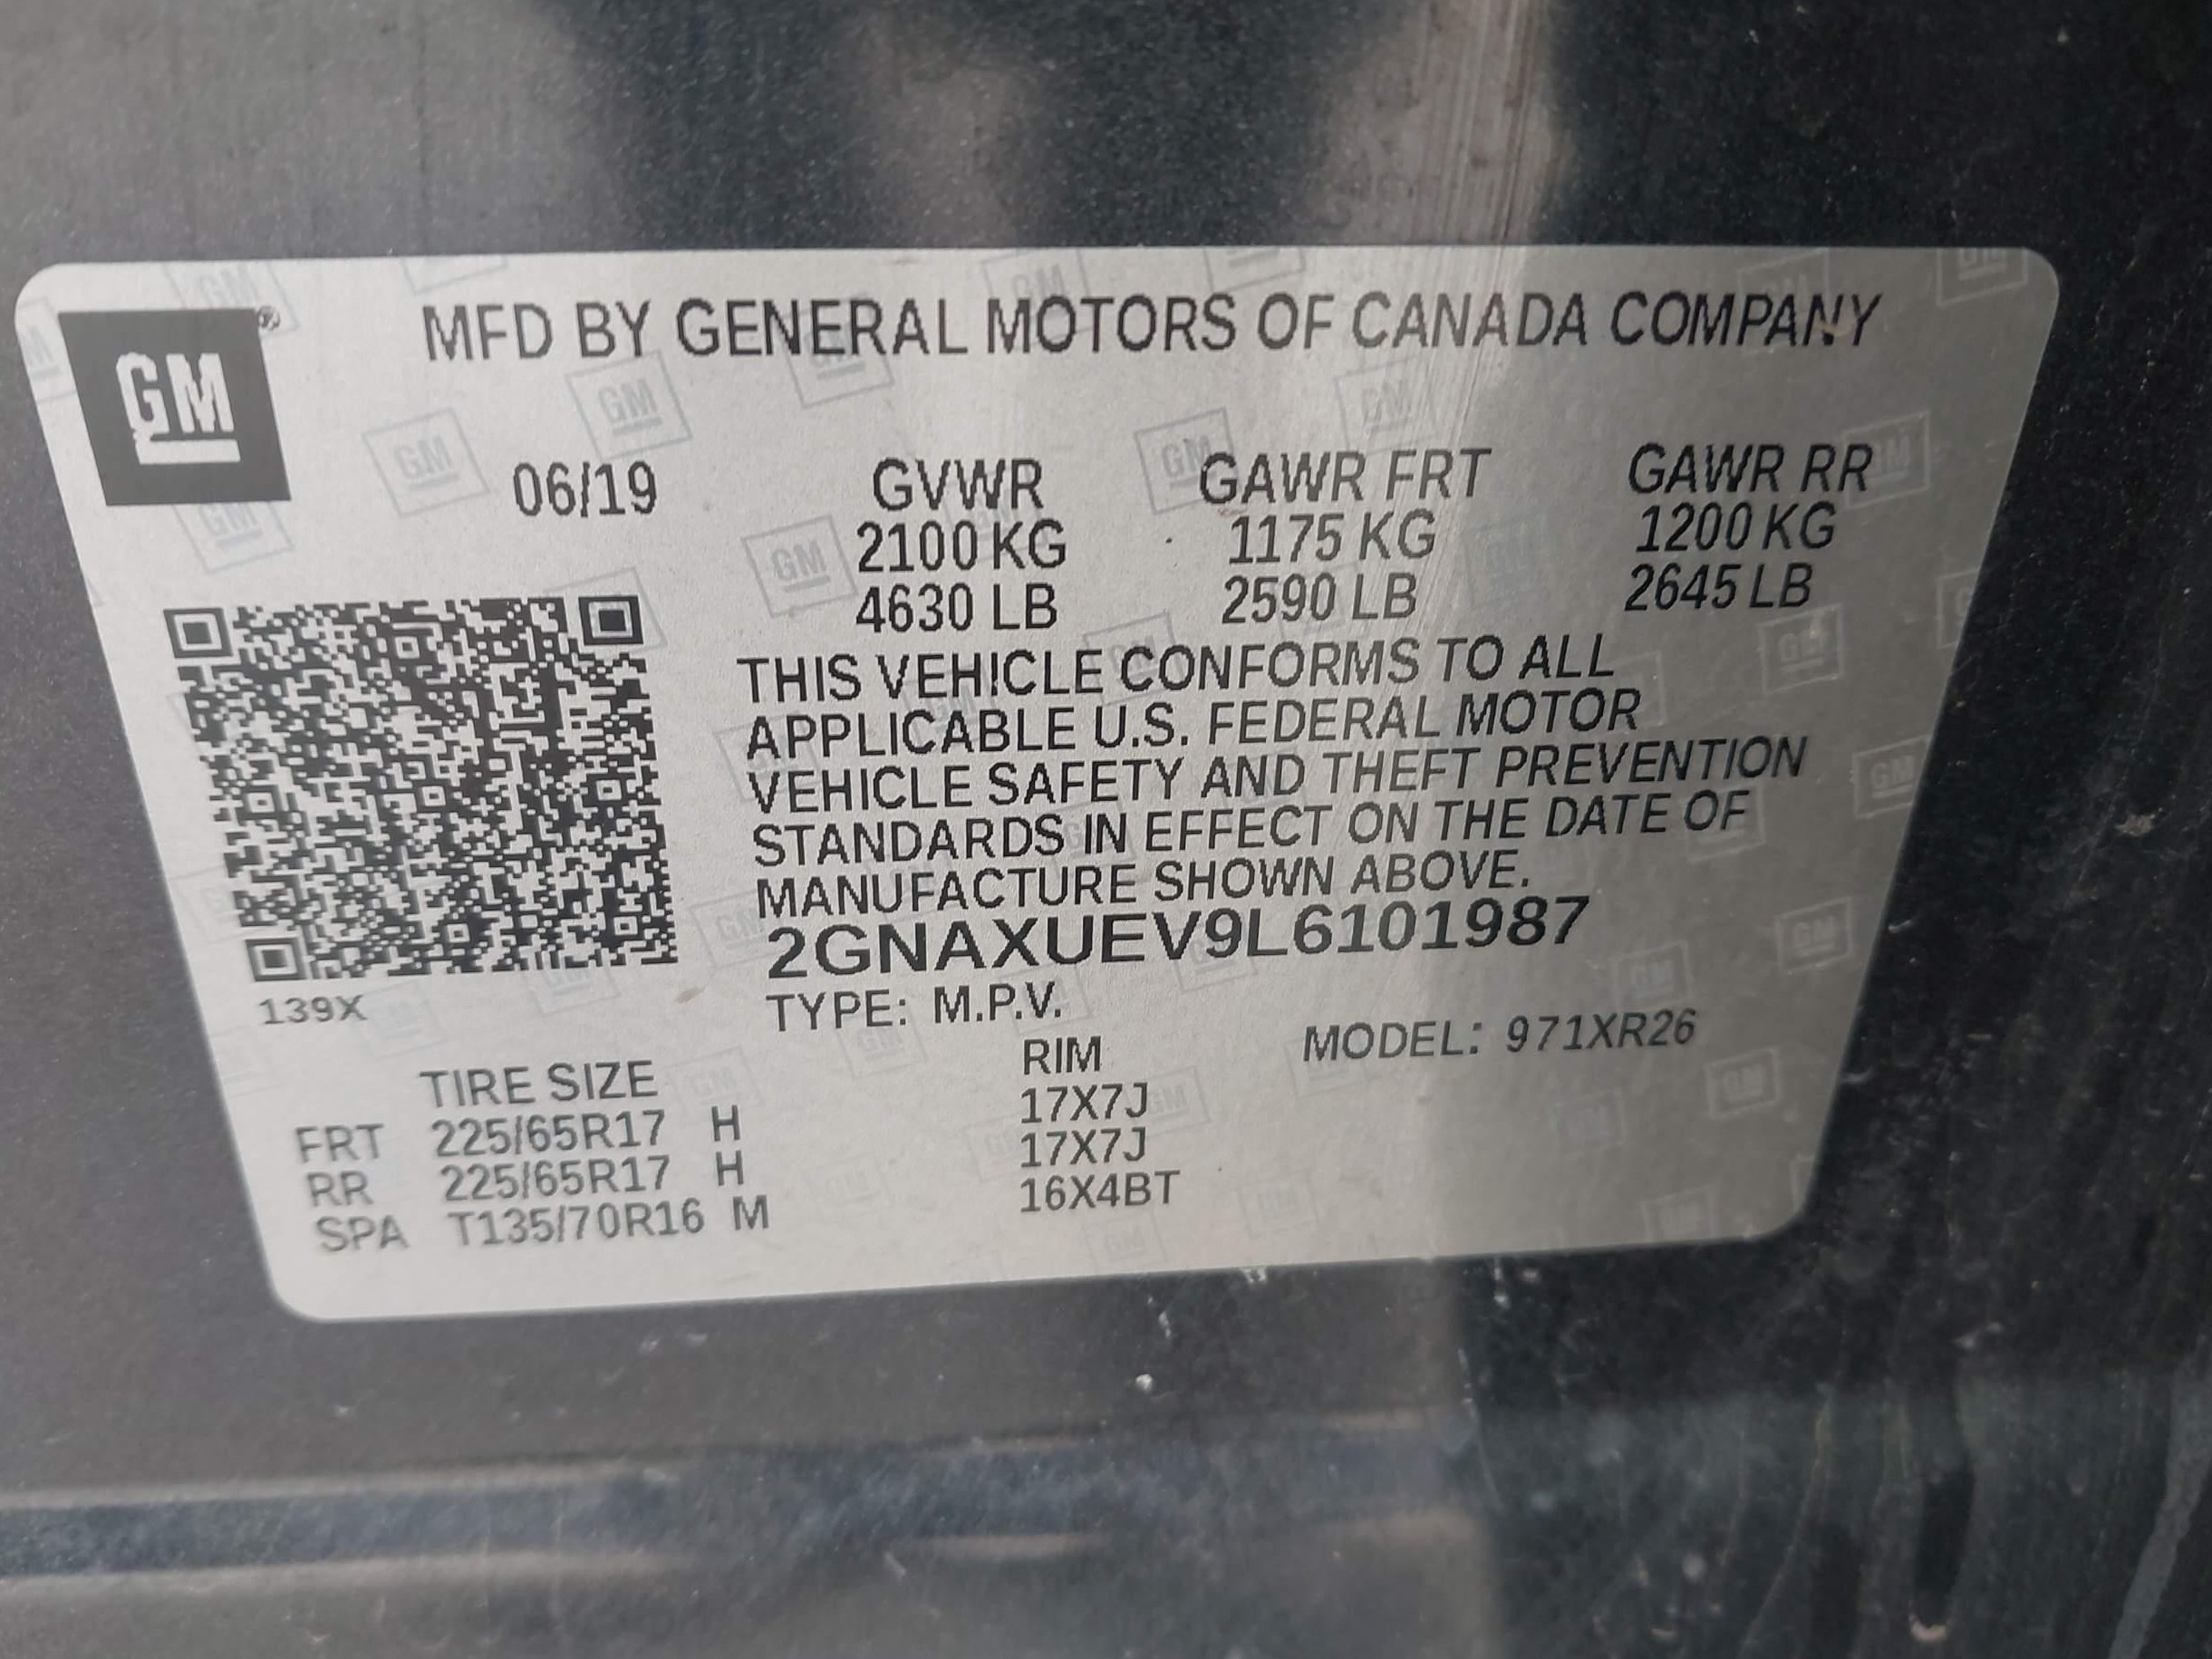 GM
MFD BY GENERAL MOTORS OF CANADA COMPANY
06/19 GVWR GAWR FRT GAWR RR
2100 KG 1175 KG 1200 KG
4630 LB 2590 LB 2645 LB
THIS VEHICLE CONFORMS TO ALL
APPLICABLE U.S. FEDERAL MOTOR
VEHICLE SAFETY AND THEFT PREVENTION
STANDARDS IN EFFECT ON THE DATE OF
MANUFACTURE SHOWN ABOVE.
2GNAXUEV9L6101987
139X TYPE: M.P.V. MODEL: 971XR26
TIRE SIZE RIM
FRT 225/65R17 H 17X7J
RR 225/65R17 H 17X7J
SPA T135/70R16 M 16X4BT